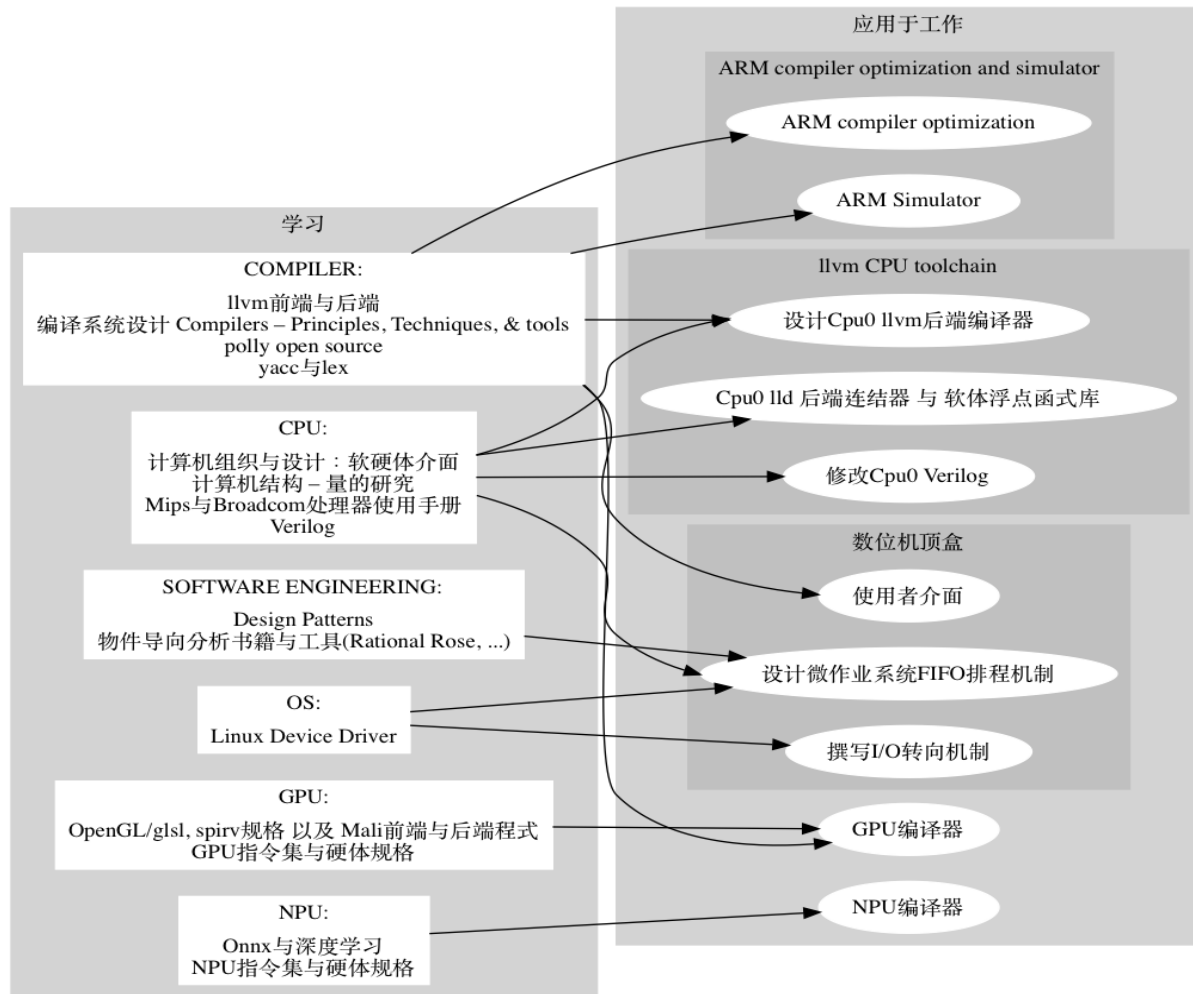 学习
COMPILER:
llvm前端与后端
编译系统设计 Compilers – Principles, Techniques, & tools
polly open source
yacc与lex
CPU:
计算机组织与设计：软硬体介面
计算机结构 – 量的研究
Mips与Broadcom处理器使用手册
Verilog
SOFTWARE ENGINEERING:
Design Patterns
物件导向分析书籍与工具(Rational Rose, ...)
OS:
Linux Device Driver
GPU:
OpenGL/glsl, spirv规格 以及 Mali前端与后端程式
GPU指令集与硬体规格
NPU:
Onnx与深度学习
NPU指令集与硬体规格
应用于工作
ARM compiler optimization and simulator
ARM compiler optimization
ARM Simulator
llvm CPU toolchain
设计Cpu0 llvm后端编译器
Cpu0 lld 后端连结器 与 软体浮点函式库
修改Cpu0 Verilog
数位机顶盒
使用者介面
设计微作业系统FIFO排程机制
撰写I/O转向机制
GPU编译器
NPU编译器